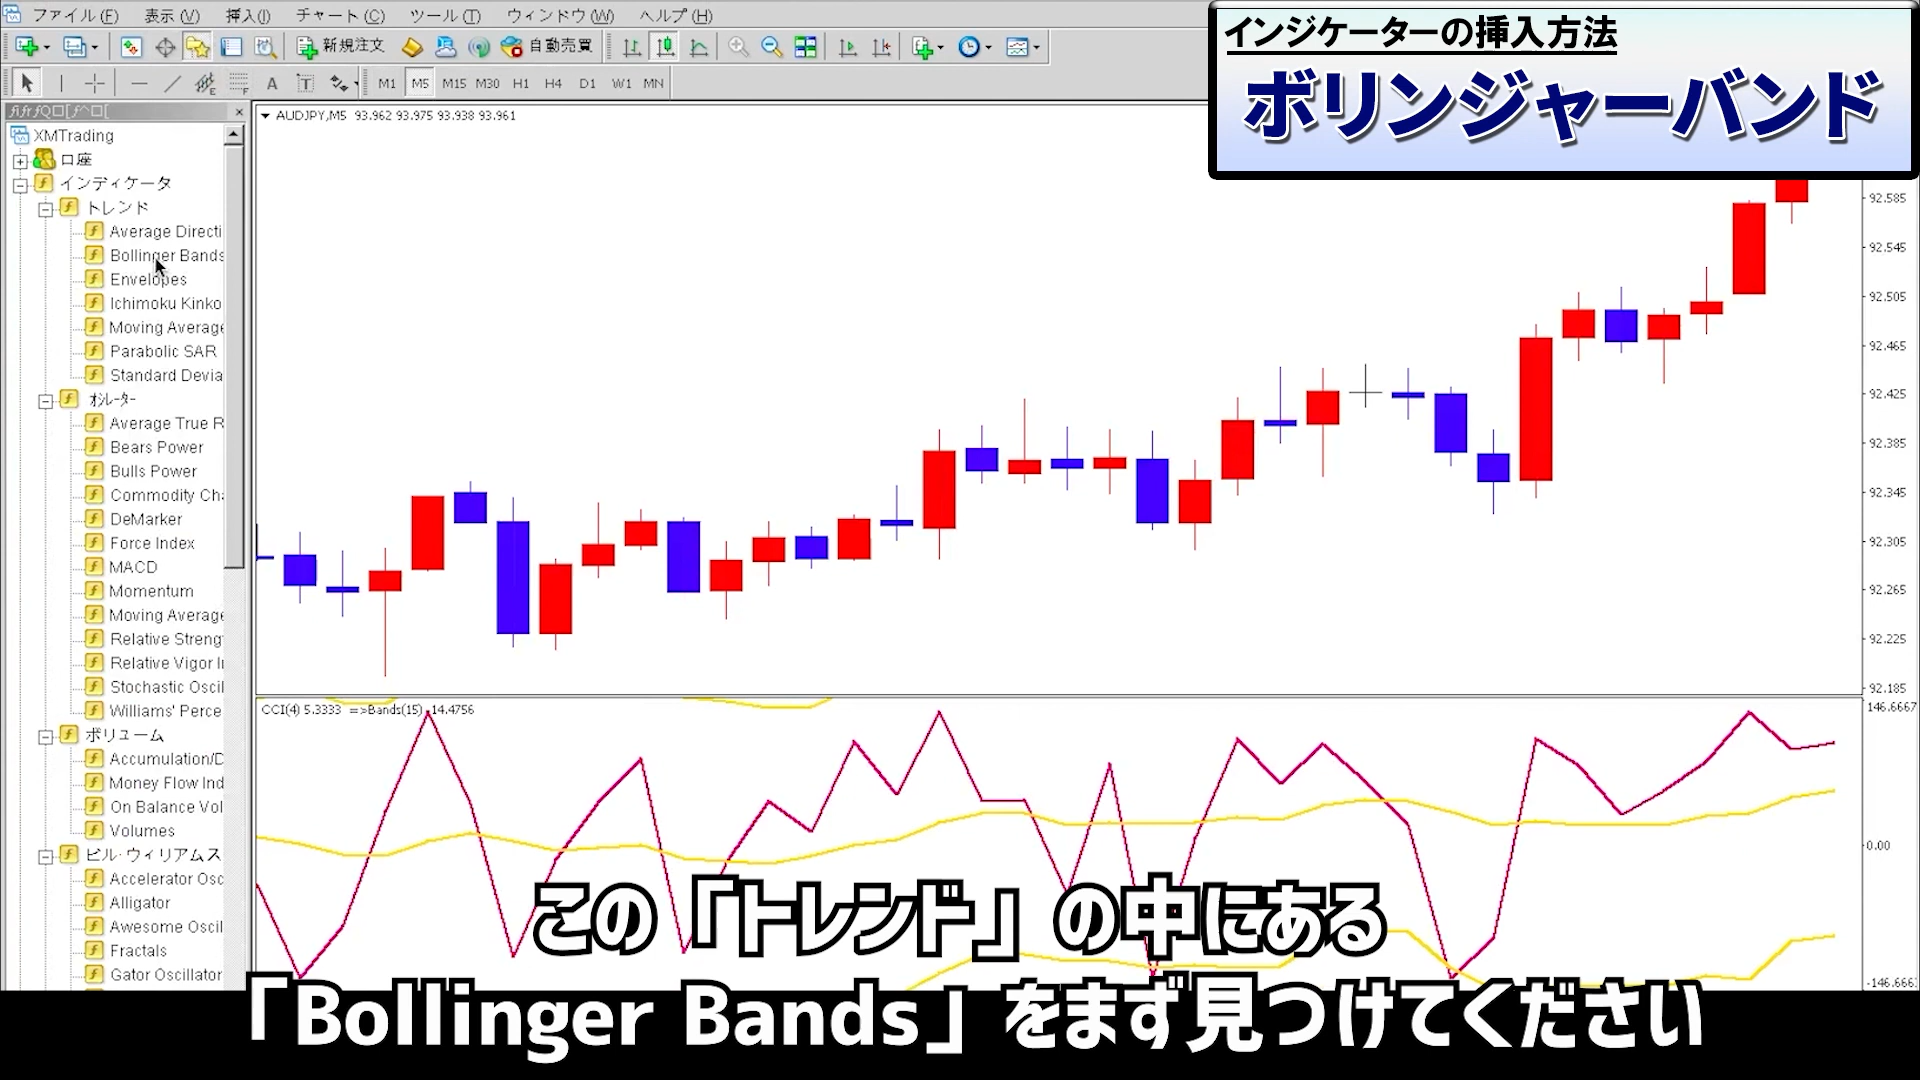 ファイル(F) 表示(V) 挿入(I) チャート(C) ツール(T) ウィンドウ(W) ヘルプ(H)
インジケーターの挿入方法
ボリンジャーバンド
新規注文 自動売買
A T M1 M5 M15 M30 H1 H4 D1 W1 MN
XMTrading
口座
インディケータ
トレンド
Average Directi
Bollinger Bands
Envelopes
Ichimoku Kinko
Moving Average
Parabolic SAR
Standard Devia
ｵｼﾚｰﾀｰ
Average True R
Bears Power
Bulls Power
Commodity Cha
DeMarker
Force Index
MACD
Momentum
Moving Average
Relative Streng
Relative Vigor I
Stochastic Oscil
Williams' Perce
ボリューム
Accumulation/D
Money Flow Ind
On Balance Vol
Volumes
ビル･ウィリアムス
Accelerator Osc
Alligator
Awesome Oscil
Fractals
Gator Oscillator
AUDJPY,M5 93.962 93.975 93.938 93.961
92.585
92.545
92.505
92.465
92.425
92.385
92.345
92.305
92.265
92.225
92.185
CCI(4) 5.3333 =>Bands(15) -14.4756
146.6667
0.00
-146.666
この「トレンド」の中にある
「Bollinger Bands」をまず見つけてください